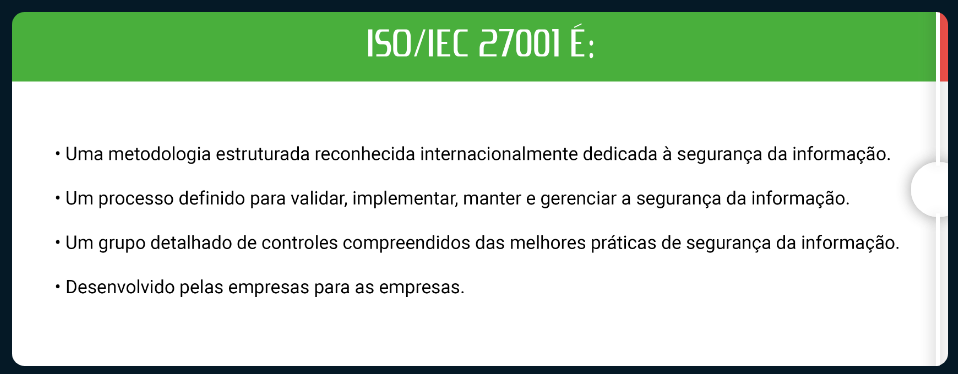 ISO/IEC 27001 É:
• Uma metodologia estruturada reconhecida internacionalmente dedicada à segurança da informação.
• Um processo definido para validar, implementar, manter e gerenciar a segurança da informação.
• Um grupo detalhado de controles compreendidos das melhores práticas de segurança da informação.
• Desenvolvido pelas empresas para as empresas.